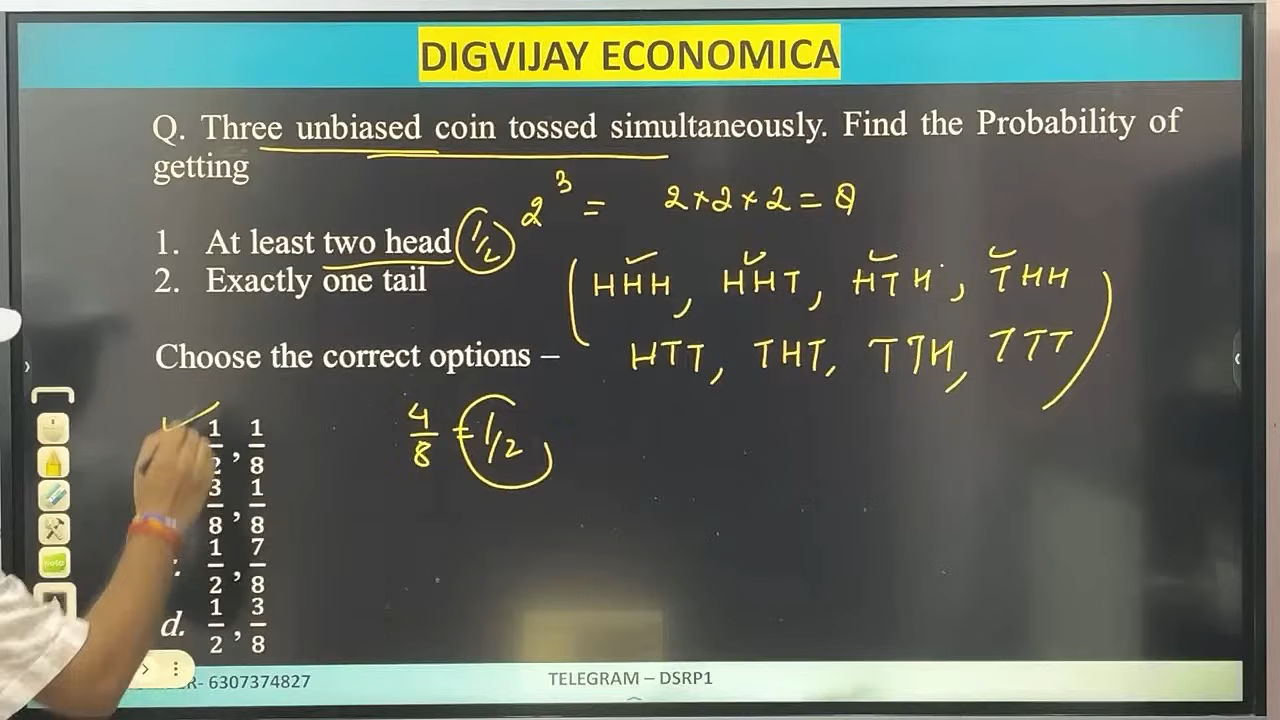 DIGVIJAY ECONOMICA
Q. Three unbiased coin tossed simultaneously. Find the Probability of
getting
2³ = 2×2×2=8
1. At least two head 1/2
2. Exactly one tail
(HHH, HHT, HTH, THH
HTT, THT, TTH, TTT)
Choose the correct options –
1/2, 1/8
4/8 = 1/2
3/8, 1/8
1/2, 7/8
d. 1/2, 3/8
R- 6307374827
TELEGRAM – DSRP1